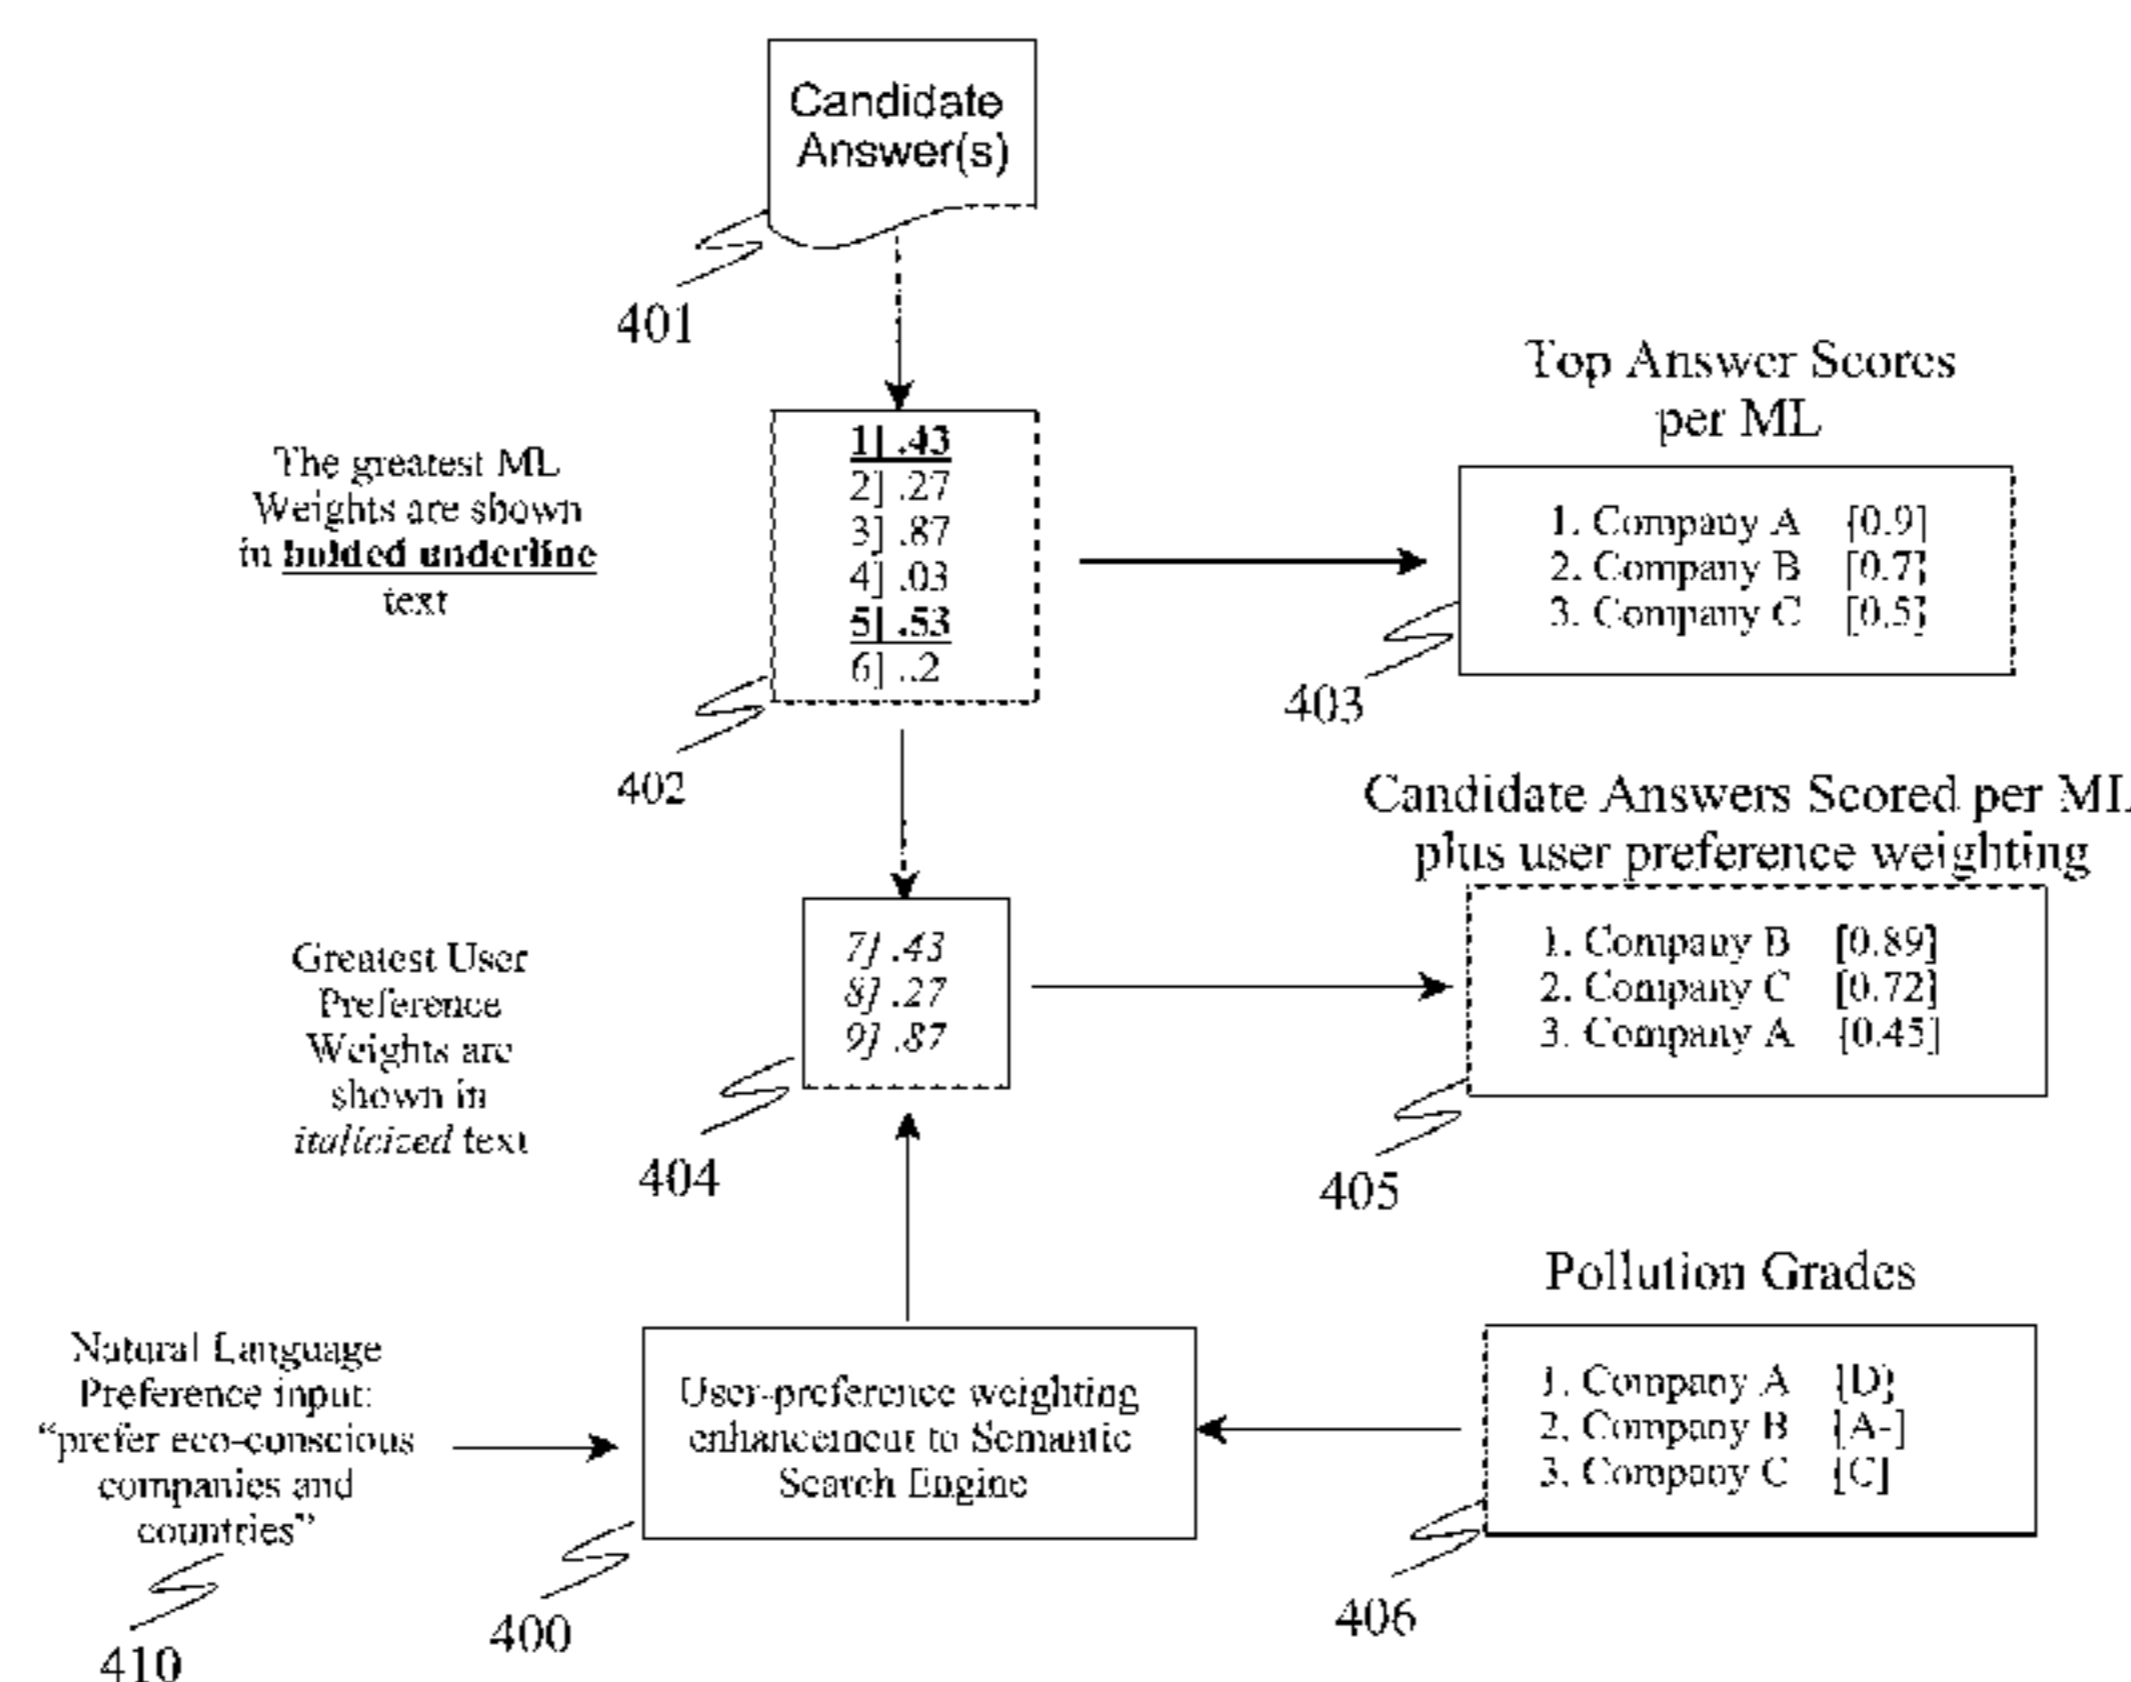 Candidate
Answer(s)
401
The greatest ML
Weights are shown
in bolded underline
text
1] .43
2] .27
3] .87
4] .03
5] .53
6] ..2
402
Top Answer Scores
per ML
1. Company A [0.9]
2. Company B [0.7]
3. Company C [0.5]
403
Greatest User
Preference
Weights are
shown in
italicized text
7] .43
8] .27
9] .87
404
Candidate Answers Scored per ML
plus user preference weighting
1. Company B [0.89]
2. Company C [0.72]
3. Company A [0.45]
405
Natural Language
Preference input:
“prefer eco-conscious
companies and
countries”
410
User-preference weighting
enhancement to Semantic
Search Engine
400
Pollution Grades
1. Company A [D]
2. Company B [A-]
3. Company C [C]
406